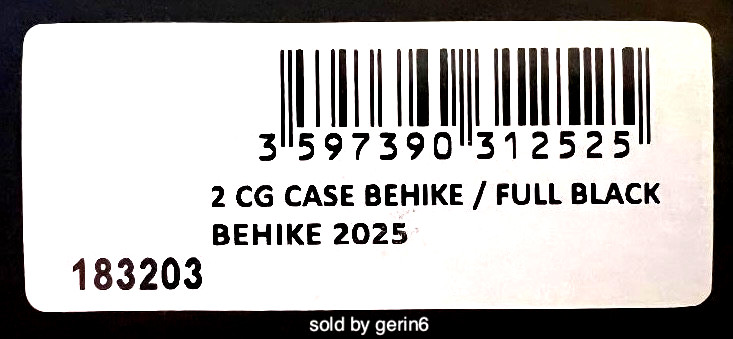 3 597390 312525
2 CG CASE BEHIKE / FULL BLACK
BEHIKE 2025
183203
sold by gerin6